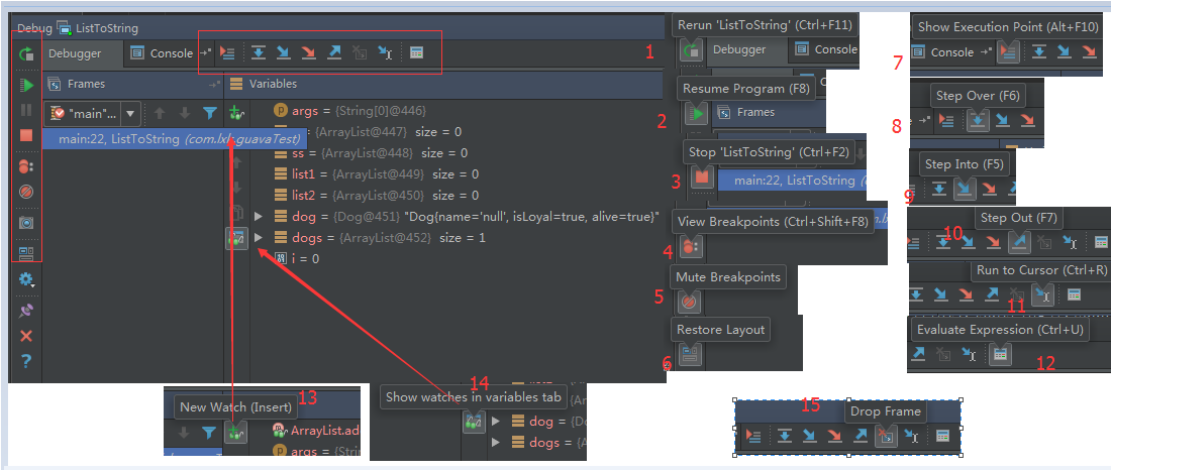 Debug ListToString
Debugger Console
Frames
Variables
"main"...
main:22, ListToString (com.lxk.guavaTest)
args = {String[0]@446}
= {ArrayList@447} size = 0
ss = {ArrayList@448} size = 0
list1 = {ArrayList@449} size = 0
list2 = {ArrayList@450} size = 0
dog = {Dog@451} "Dog{name='null', isLoyal=true, alive=true}"
dogs = {ArrayList@452} size = 1
i = 0
1
Rerun 'ListToString' (Ctrl+F11)
Debugger Console
2
Resume Program (F8)
Frames
3
Stop 'ListToString' (Ctrl+F2)
main:22, ListToString
4
View Breakpoints (Ctrl+Shift+F8)
5
Mute Breakpoints
6
Restore Layout
7
Show Execution Point (Alt+F10)
Console
8
Step Over (F6)
9
Step Into (F5)
10
Step Out (F7)
11
Run to Cursor (Ctrl+R)
12
Evaluate Expression (Ctrl+U)
13
New Watch (Insert)
ArrayList.ad
args = {Strin
14
Show watches in variables tab
dog = {Do
dogs = {A
15
Drop Frame